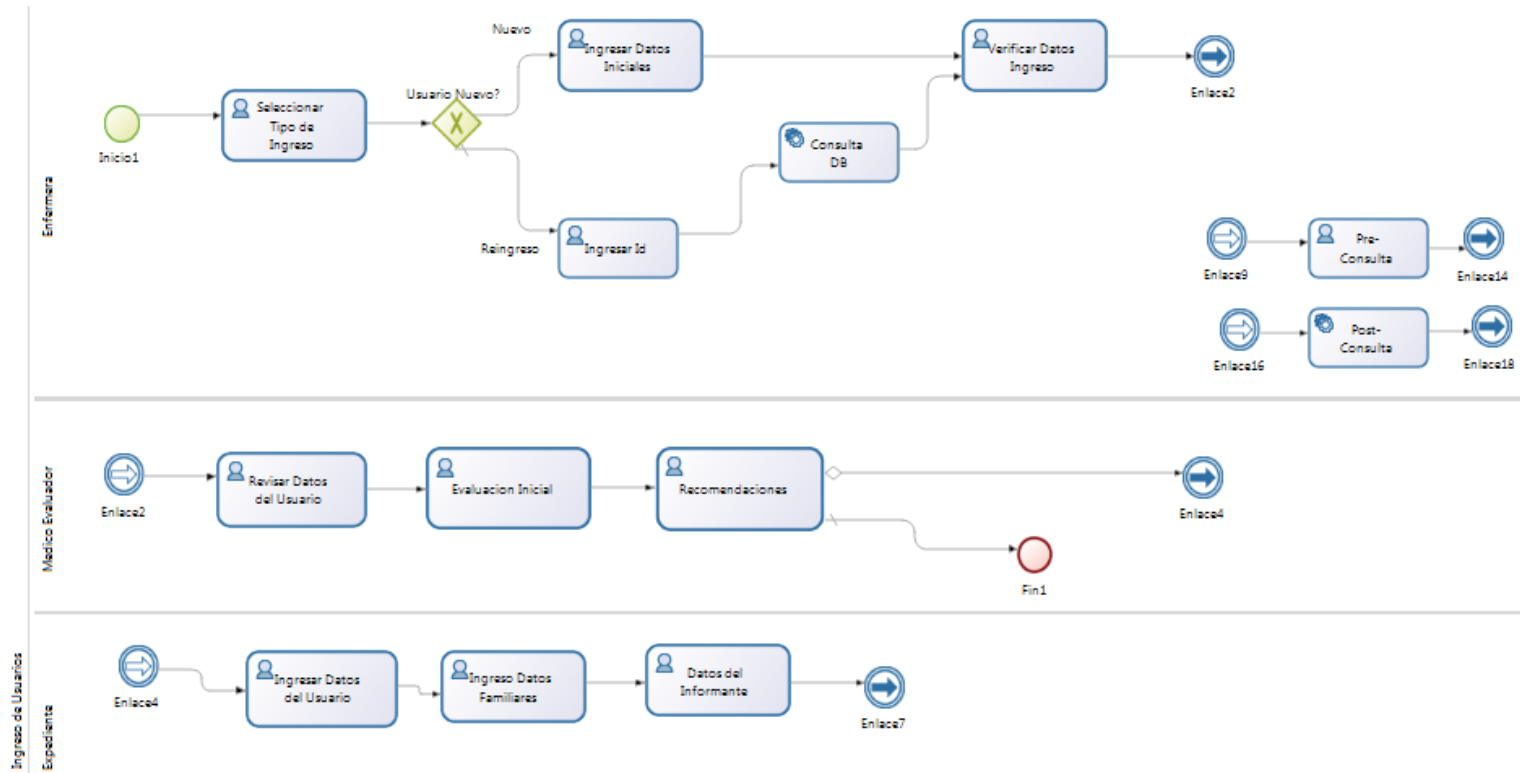 Ingreso de Usuarios
Enfermera
Inicio1
Seleccionar
Tipo de
Ingreso
Usuario Nuevo?
Nuevo
Reingreso
Ingresar Datos
Iniciales
Ingresar Id
Consulta
DB
Verificar Datos
Ingreso
Enlace2
Enlace9
Pre-
Consulta
Enlace14
Enlace16
Post-
Consulta
Enlace18
Medico Evaluador
Enlace2
Revisar Datos
del Usuario
Evaluacion Inicial
Recomendaciones
Enlace4
Fin1
Expediente
Enlace4
Ingresar Datos
del Usuario
Ingreso Datos
Familiares
Datos del
Informante
Enlace7